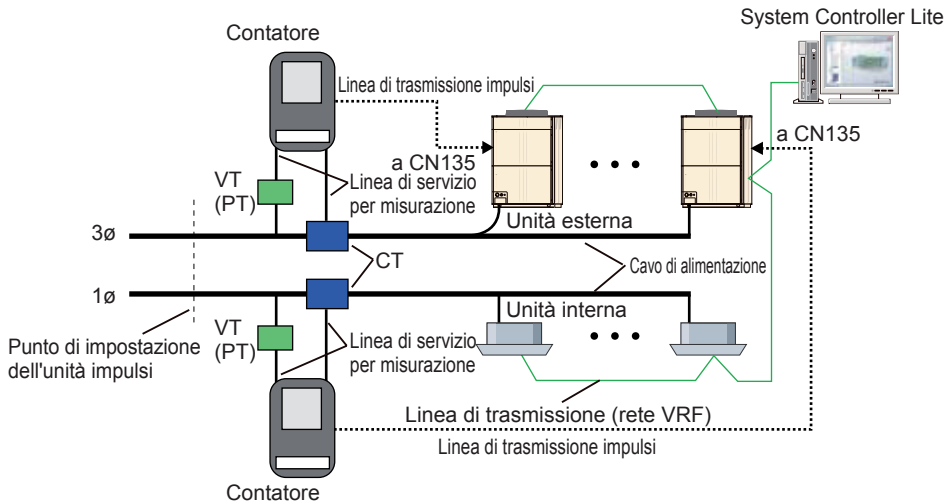 System Controller Lite
Contatore
Linea di trasmissione impulsi
a CN135
a CN135
VT
(PT)
Linea di servizio
per misurazione
Unità esterna
3ø
CT
Cavo di alimentazione
1ø
Unità interna
VT
(PT)
Punto di impostazione
dell'unità impulsi
Linea di servizio
per misurazione
Linea di trasmissione (rete VRF)
Linea di trasmissione impulsi
Contatore